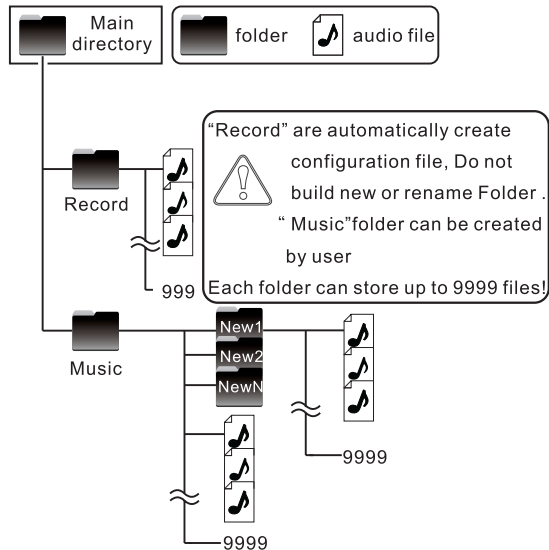 Main
directory
folder
audio file
“Record” are automatically create
configuration file, Do not
build new or rename Folder .
“ Music”folder can be created
by user
Each folder can store up to 9999 files!
Record
999
Music
New1
New2
NewN
9999
9999